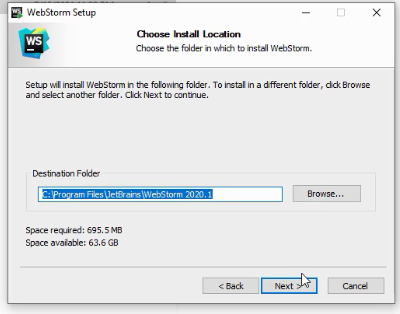 WebStorm Setup
WS
WS
Choose Install Location
Choose the folder in which to install WebStorm.
Setup will install WebStorm in the following folder. To install in a different folder, click Browse
and select another folder. Click Next to continue.
Destination Folder
C:\Program Files\JetBrains\WebStorm 2020.1
Browse...
Space required: 695.5 MB
Space available: 63.6 GB
< Back
Next >
Cancel